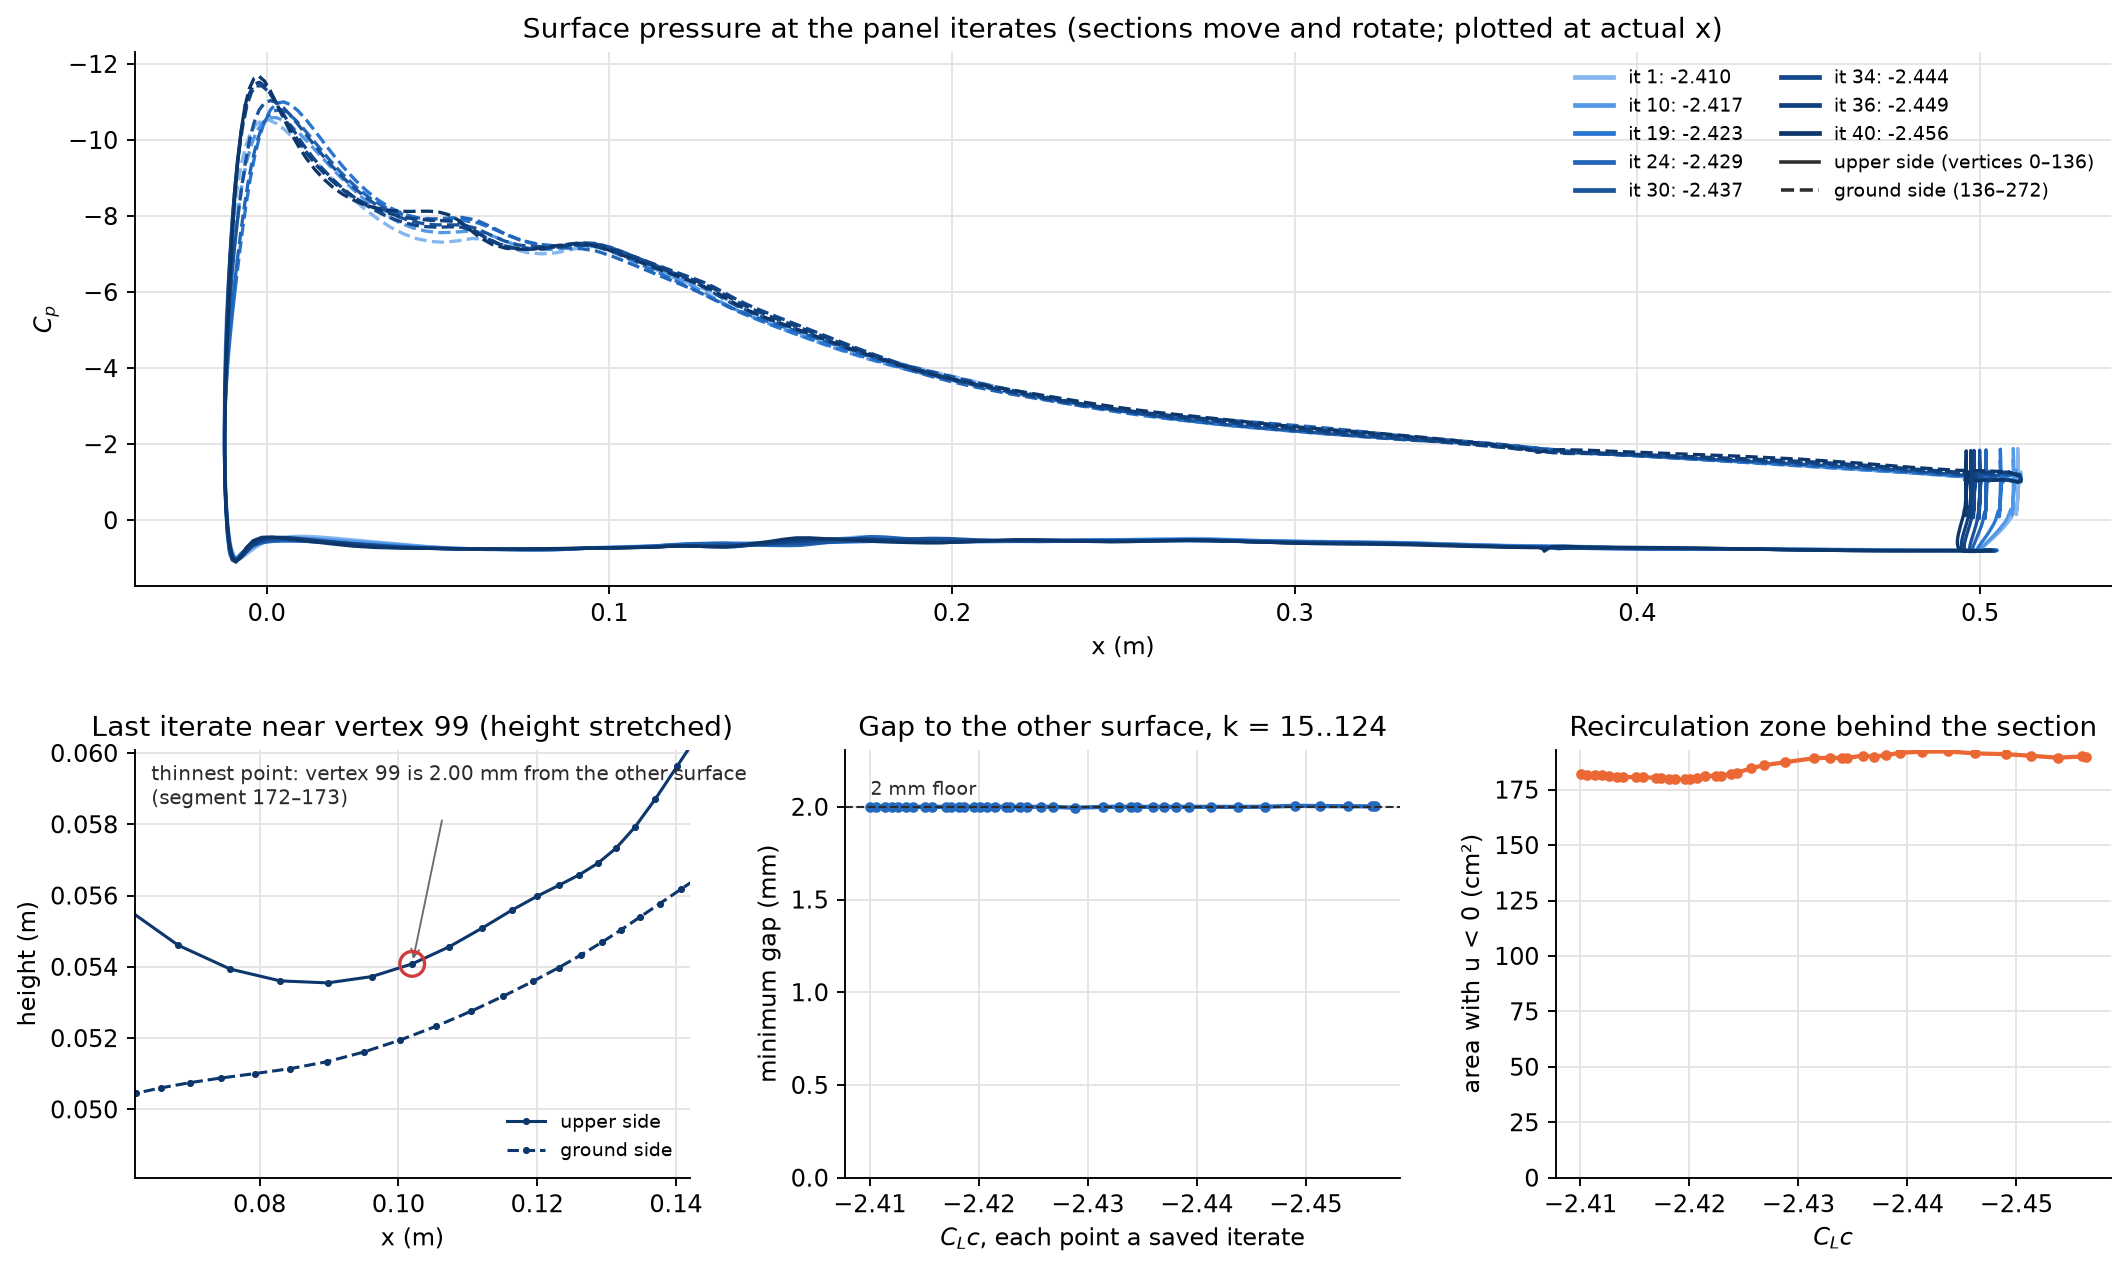 Surface pressure at the panel iterates (sections move and rotate; plotted at actual x)
−12
−10
−8
−6
−4
−2
0
Cp
it 1: -2.410
it 10: -2.417
it 19: -2.423
it 24: -2.429
it 30: -2.437
it 34: -2.444
it 36: -2.449
it 40: -2.456
upper side (vertices 0–136)
ground side (136–272)
0.0
0.1
0.2
0.3
0.4
0.5
x (m)
Last iterate near vertex 99 (height stretched)
thinnest point: vertex 99 is 2.00 mm from the other surface
(segment 172–173)
0.060
0.058
0.056
0.054
0.052
0.050
height (m)
upper side
ground side
0.08
0.10
0.12
0.14
x (m)
Gap to the other surface, k = 15..124
2 mm floor
2.0
1.5
1.0
0.5
0.0
minimum gap (mm)
−2.41
−2.42
−2.43
−2.44
−2.45
CLc, each point a saved iterate
Recirculation zone behind the section
175
150
125
100
75
50
25
0
area with u < 0 (cm²)
−2.41
−2.42
−2.43
−2.44
−2.45
CLc